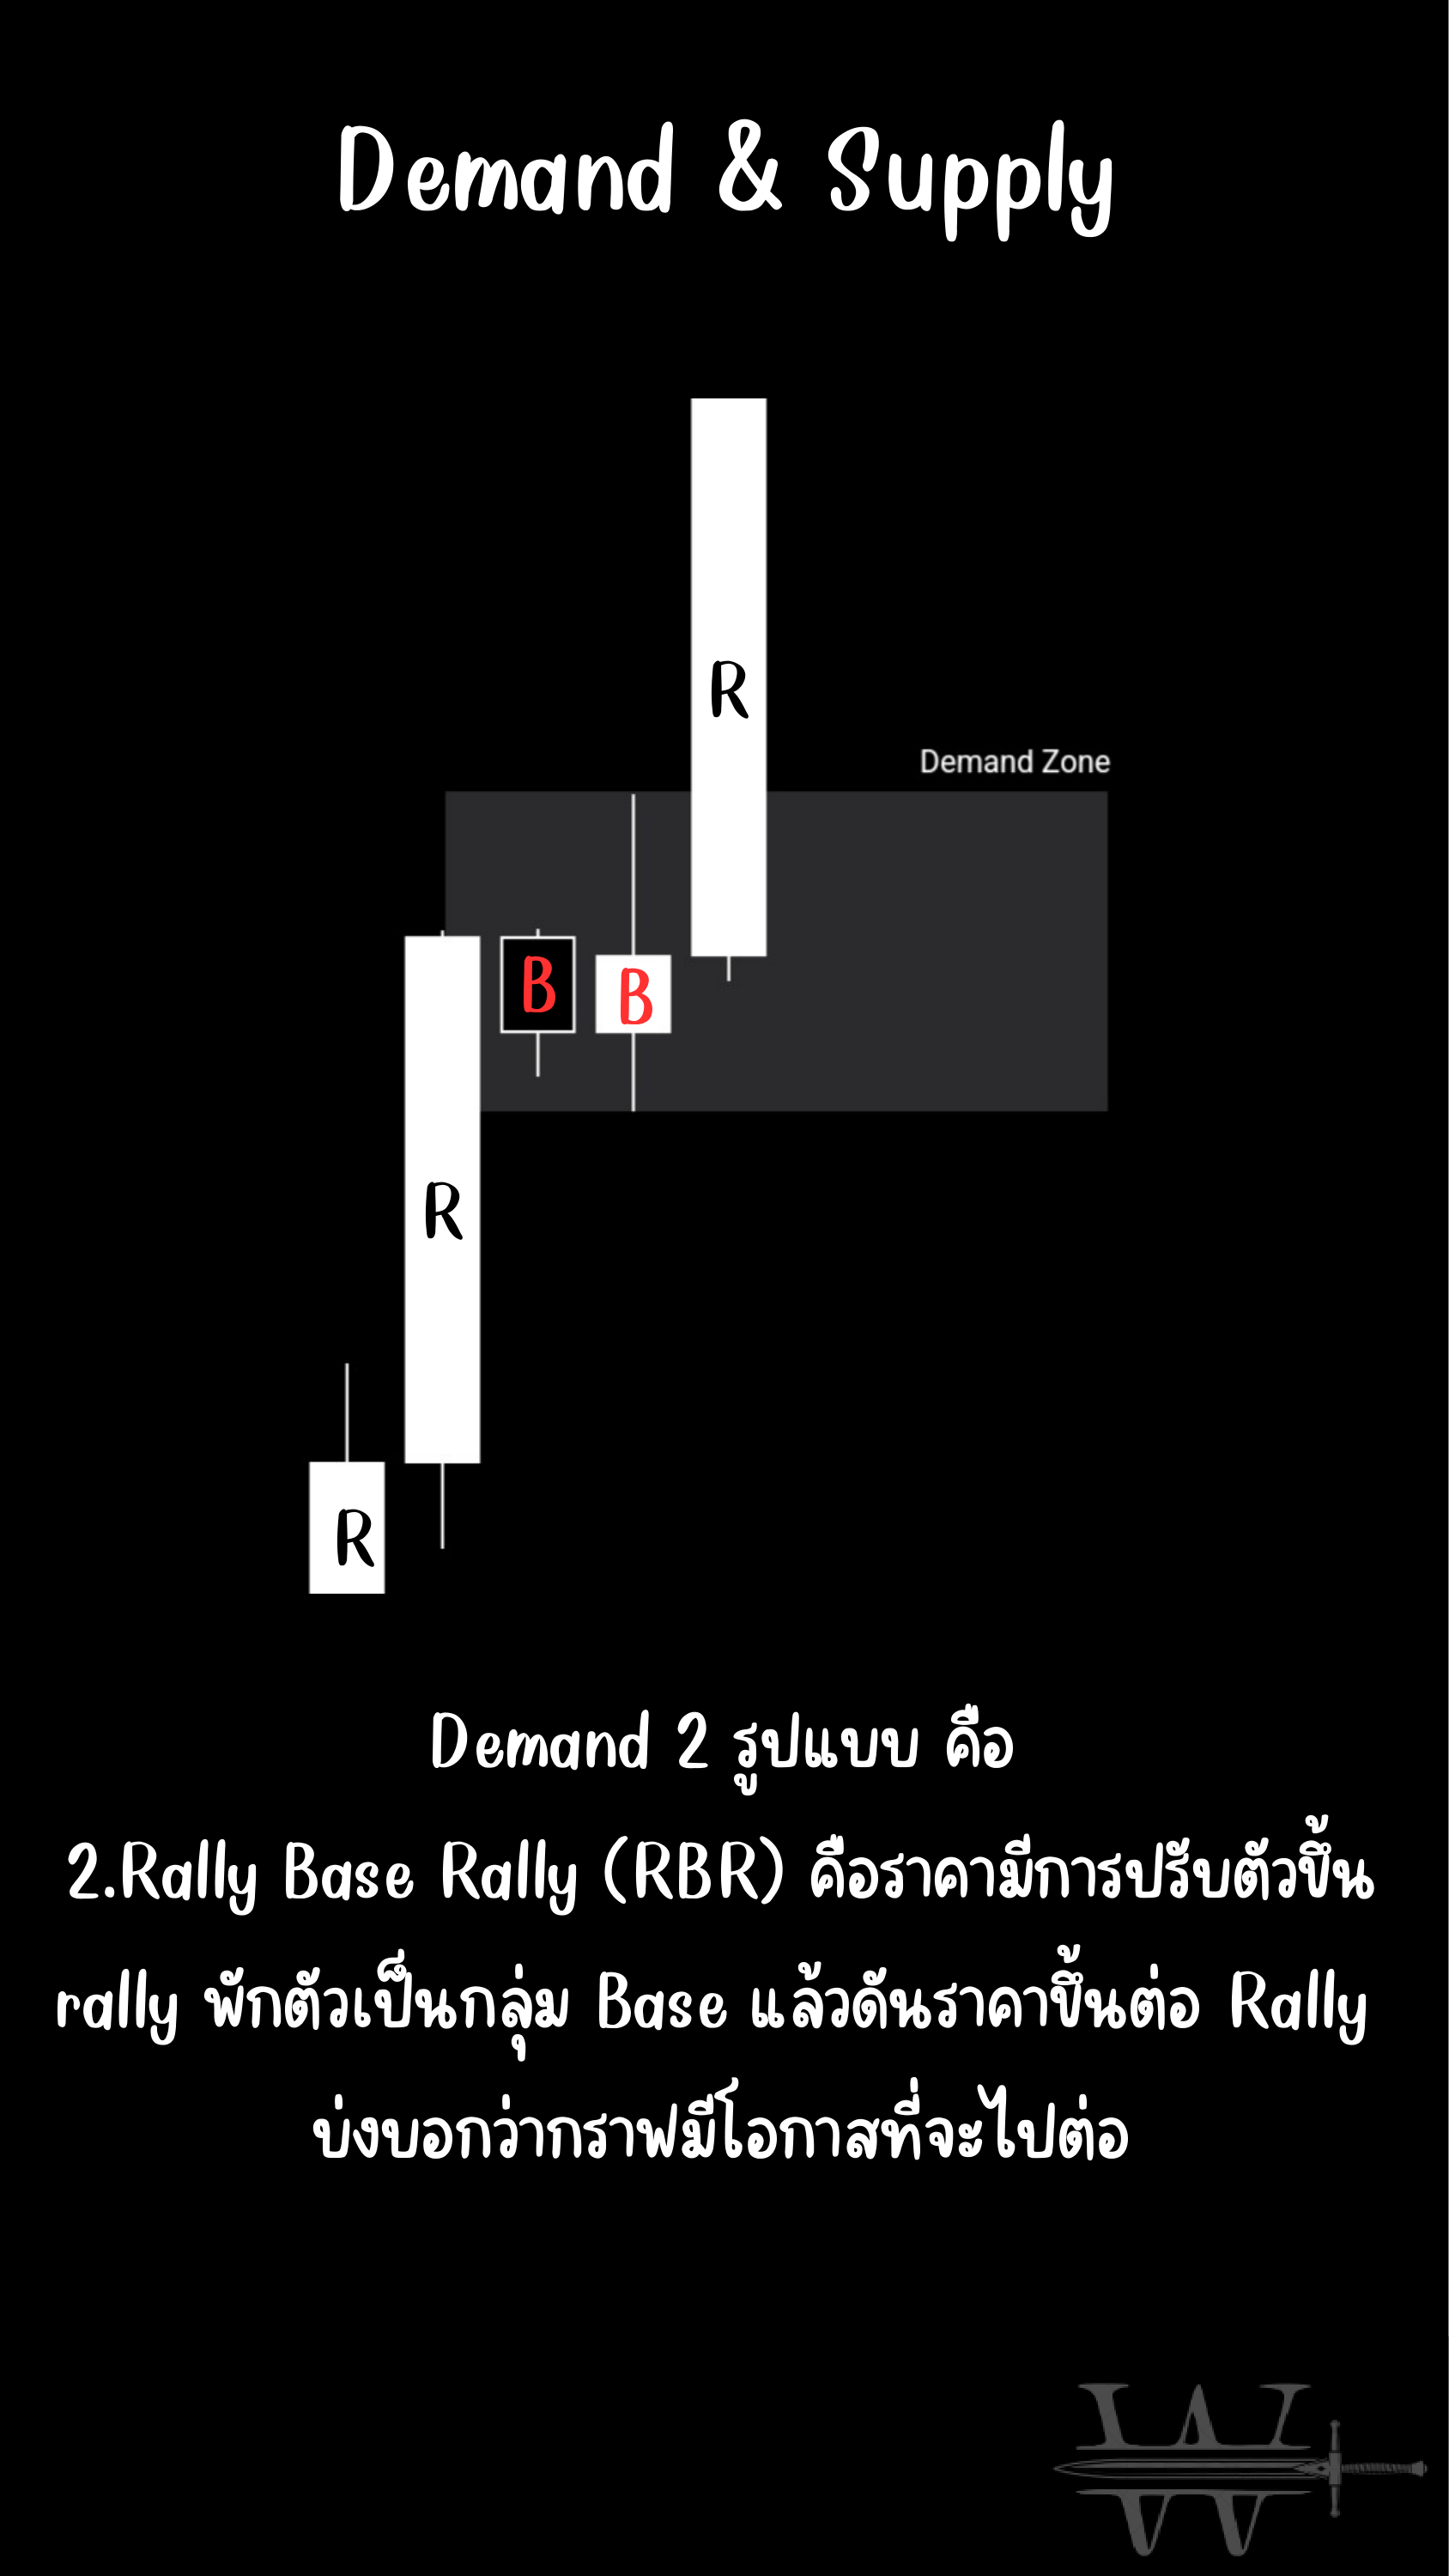 Demand & Supply
R
Demand Zone
B
B
R
R
Demand 2 รูปแบบ คือ
2.Rally Base Rally (RBR) คือราคามีการปรับตัวขึ้น
rally พักตัวเป็นกลุ่ม Base แล้วดันราคาขึ้นต่อ Rally
บ่งบอกว่ากราฟมีโอกาสที่จะไปต่อ
W